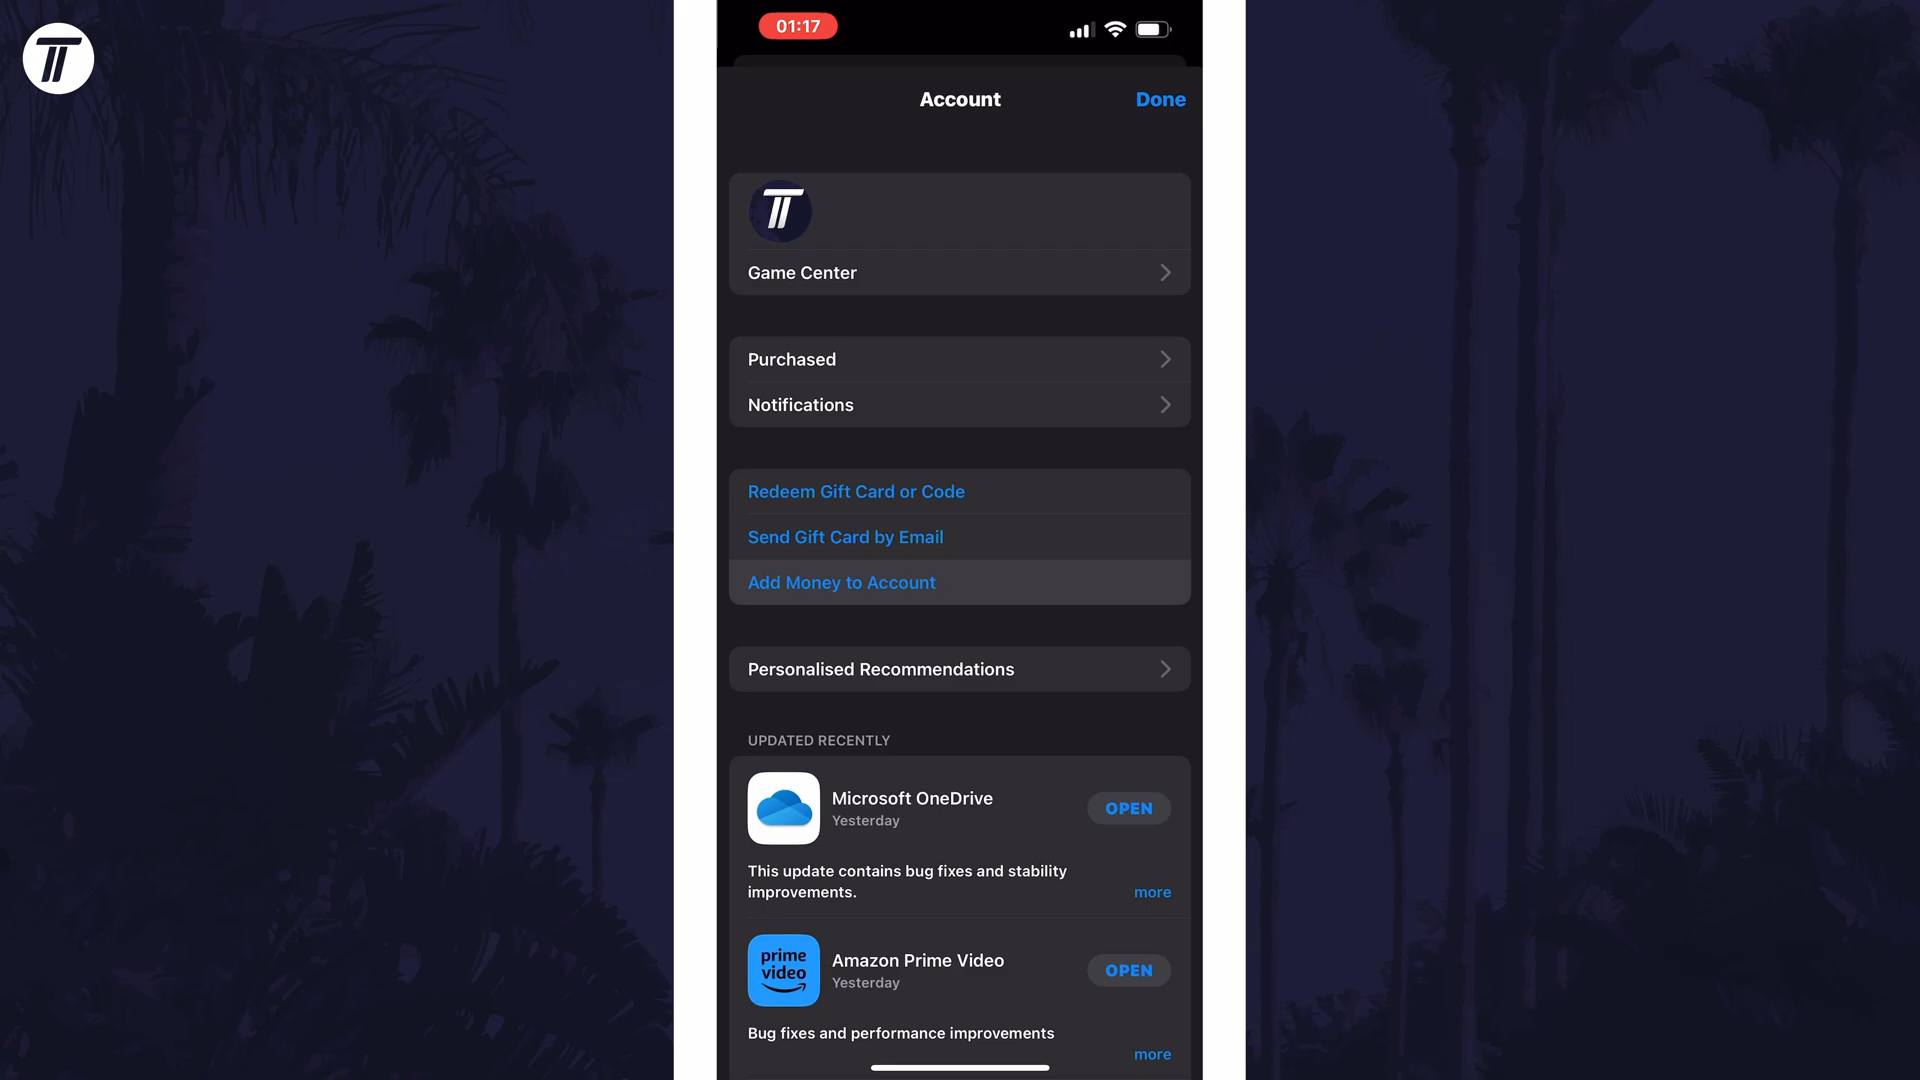 01:17
Account
Done
Game Center
Purchased
Notifications
Redeem Gift Card or Code
Send Gift Card by Email
Add Money to Account
Personalised Recommendations
UPDATED RECENTLY
Microsoft OneDrive
Yesterday
OPEN
This update contains bug fixes and stability
improvements.
more
prime
video
Amazon Prime Video
Yesterday
OPEN
Bug fixes and performance improvements
more